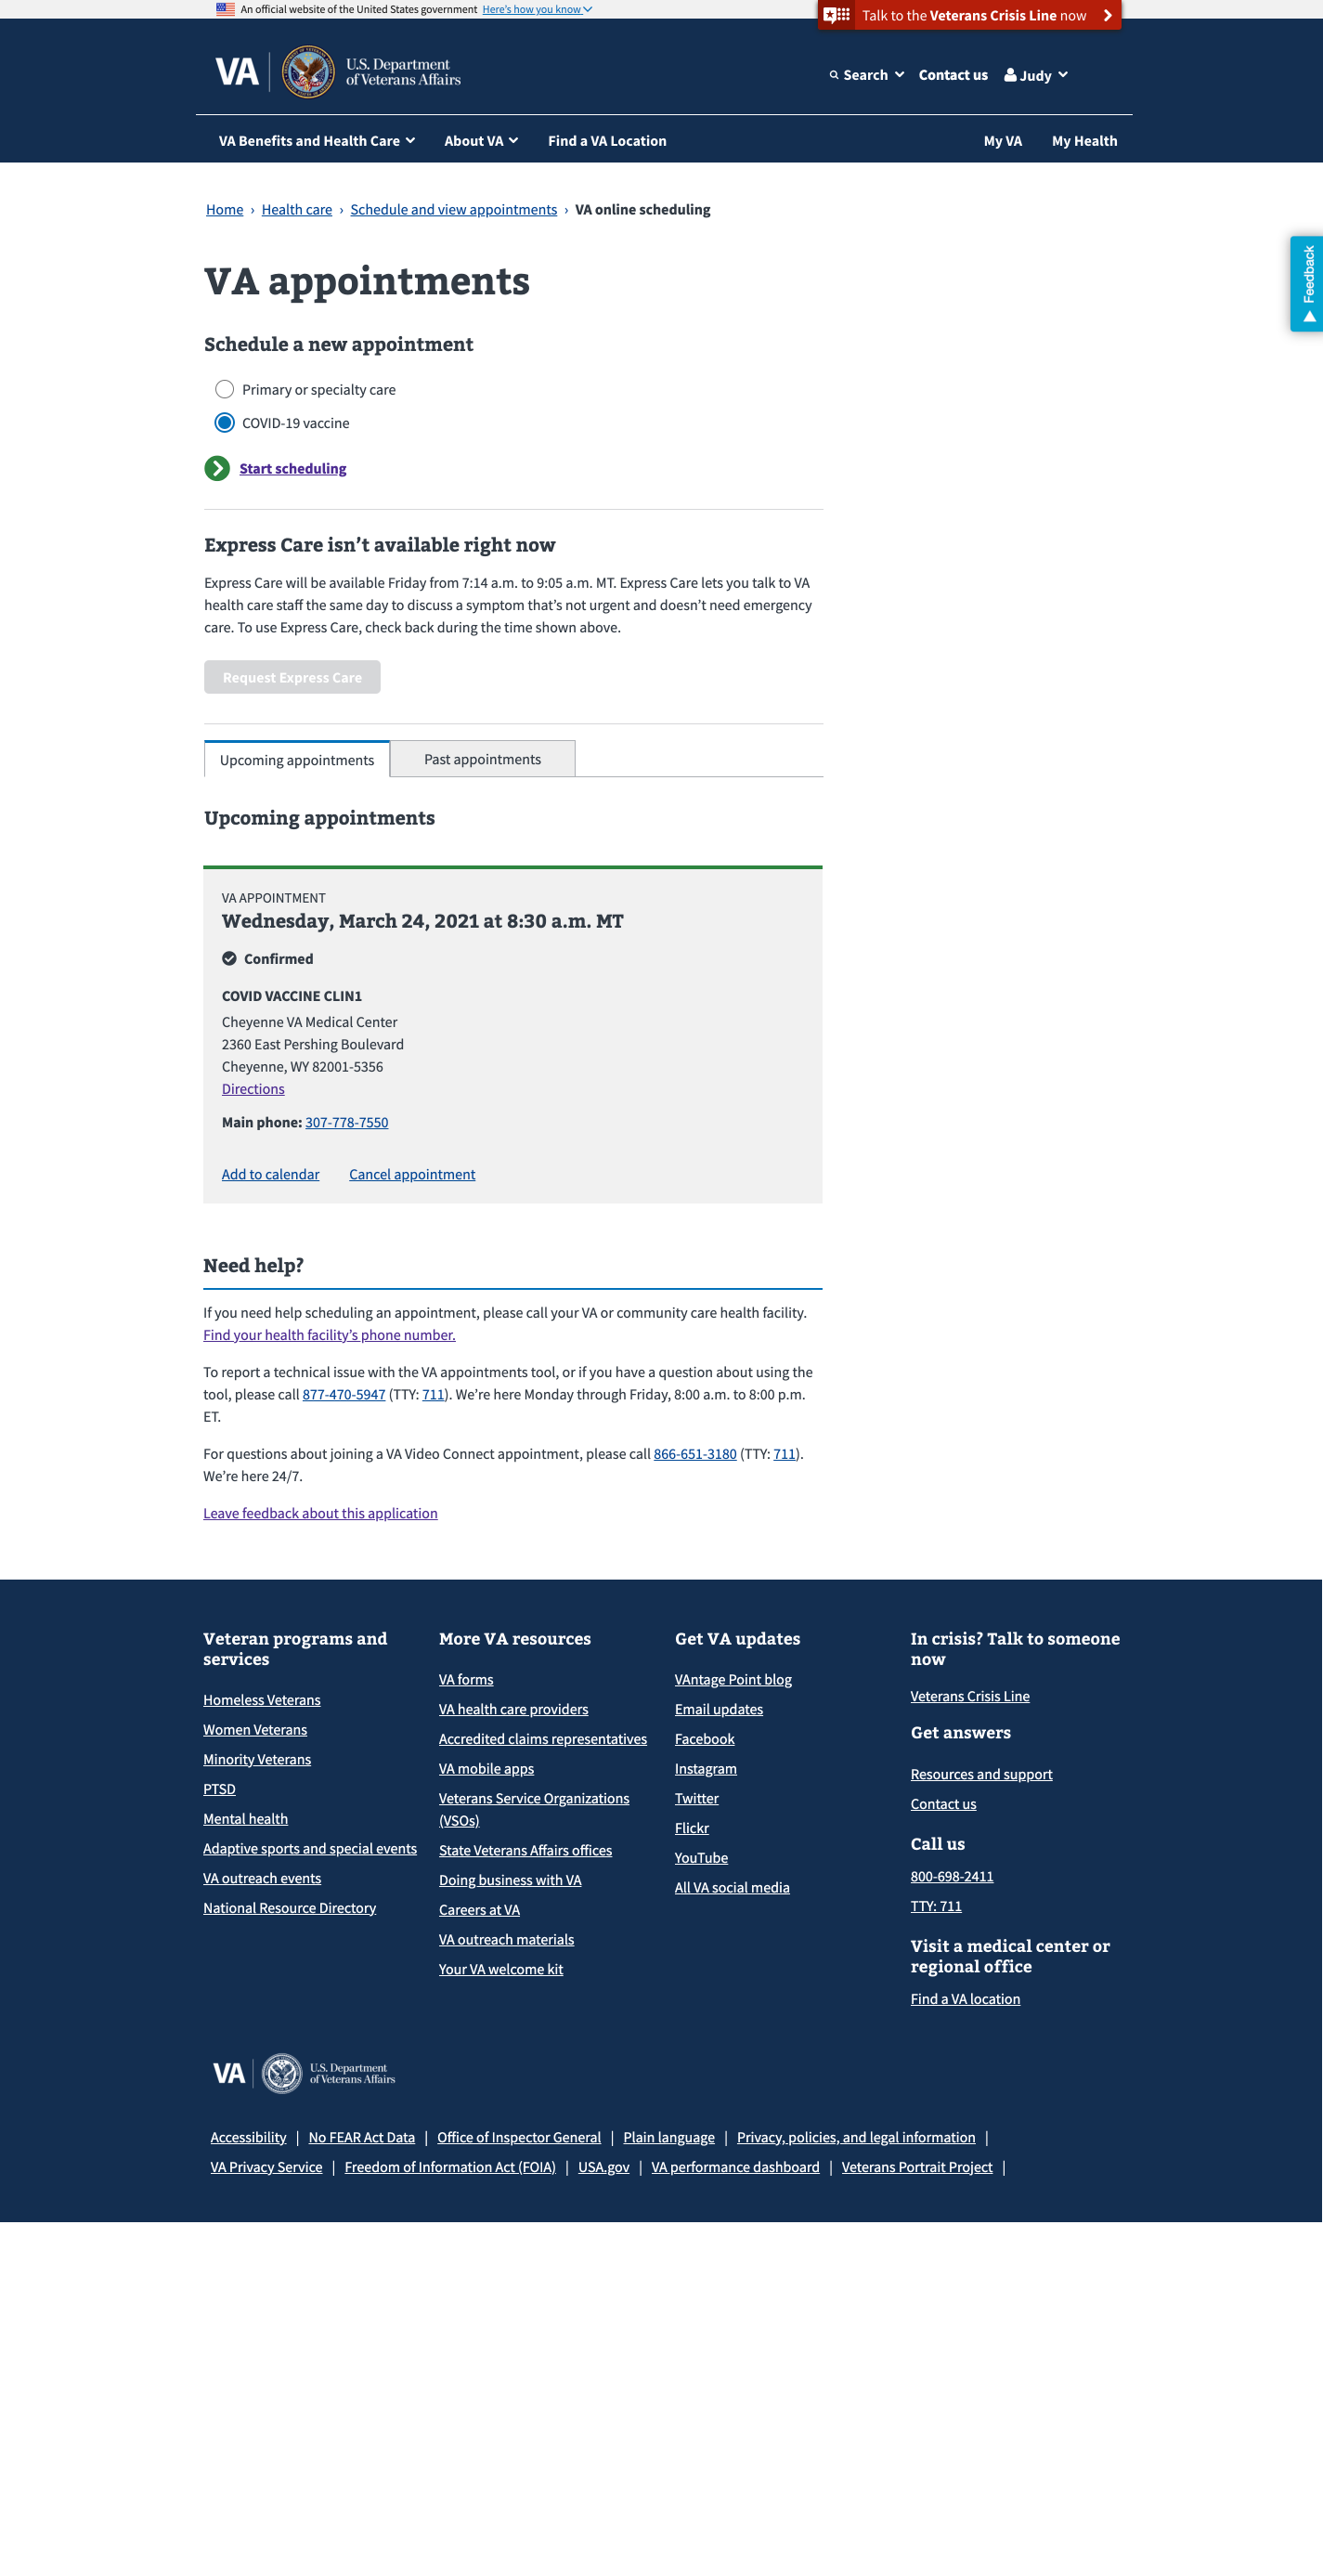 An official website of the United States government Here's how you know
Talk to the Veterans Crisis Line now
VA
U.S. Department
of Veterans Affairs
Search Contact us Judy
VA Benefits and Health Care About VA Find a VA Location My VA My Health
Home › Health care › Schedule and view appointments › VA online scheduling
Feedback
VA appointments
Schedule a new appointment
Primary or specialty care
COVID-19 vaccine
Start scheduling
Express Care isn’t available right now
Express Care will be available Friday from 7:14 a.m. to 9:05 a.m. MT. Express Care lets you talk to VA
health care staff the same day to discuss a symptom that’s not urgent and doesn’t need emergency
care. To use Express Care, check back during the time shown above.
Request Express Care
Upcoming appointments Past appointments
Upcoming appointments
VA APPOINTMENT
Wednesday, March 24, 2021 at 8:30 a.m. MT
Confirmed
COVID VACCINE CLIN1
Cheyenne VA Medical Center
2360 East Pershing Boulevard
Cheyenne, WY 82001-5356
Directions
Main phone: 307-778-7550
Add to calendar Cancel appointment
Need help?
If you need help scheduling an appointment, please call your VA or community care health facility.
Find your health facility’s phone number.
To report a technical issue with the VA appointments tool, or if you have a question about using the
tool, please call 877-470-5947 (TTY: 711). We’re here Monday through Friday, 8:00 a.m. to 8:00 p.m.
ET.
For questions about joining a VA Video Connect appointment, please call 866-651-3180 (TTY: 711).
We’re here 24/7.
Leave feedback about this application
Veteran programs and
services
Homeless Veterans
Women Veterans
Minority Veterans
PTSD
Mental health
Adaptive sports and special events
VA outreach events
National Resource Directory
More VA resources
VA forms
VA health care providers
Accredited claims representatives
VA mobile apps
Veterans Service Organizations
(VSOs)
State Veterans Affairs offices
Doing business with VA
Careers at VA
VA outreach materials
Your VA welcome kit
Get VA updates
VAntage Point blog
Email updates
Facebook
Instagram
Twitter
Flickr
YouTube
All VA social media
In crisis? Talk to someone
now
Veterans Crisis Line
Get answers
Resources and support
Contact us
Call us
800-698-2411
TTY: 711
Visit a medical center or
regional office
Find a VA location
VA
U.S. Department
of Veterans Affairs
Accessibility | No FEAR Act Data | Office of Inspector General | Plain language | Privacy, policies, and legal information |
VA Privacy Service | Freedom of Information Act (FOIA) | USA.gov | VA performance dashboard | Veterans Portrait Project |